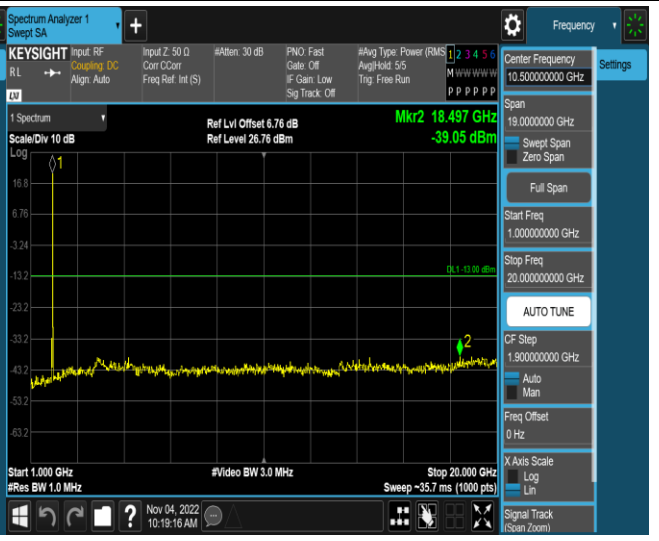 Spectrum Analyzer 1
Swept SA
Frequency
KEYSIGHT
RL
Input: RF
Coupling: DC
Align: Auto
Input Z: 50 Ω
Corr CCorr
Freq Ref: Int (S)
#Atten: 30 dB
PNO: Fast
Gate: Off
IF Gain: Low
Sig Track: Off
#Avg Type: Power (RMS
Avg|Hold: 5/5
Trig: Free Run
1 2 3 4 5 6
M W W W W W
P P P P P P
LXI
1 Spectrum
Scale/Div 10 dB
Ref Lvl Offset 6.76 dB
Ref Level 26.76 dBm
Mkr2 18.497 GHz
-39.05 dBm
Log
1
16.8
6.76
-3.24
-13.2
DL1 -13.00 dBm
-23.2
-33.2
2
-43.2
-53.2
-63.2
Start 1.000 GHz
#Video BW 3.0 MHz
Stop 20.000 GHz
#Res BW 1.0 MHz
Sweep ~35.7 ms (1000 pts)
?
Nov 04, 2022
10:19:16 AM
Center Frequency
10.500000000 GHz
Settings
Span
19.0000000 GHz
Swept Span
Zero Span
Full Span
Start Freq
1.000000000 GHz
Stop Freq
20.000000000 GHz
AUTO TUNE
CF Step
1.900000000 GHz
Auto
Man
Freq Offset
0 Hz
X Axis Scale
Log
Lin
Signal Track
(Span Zoom)